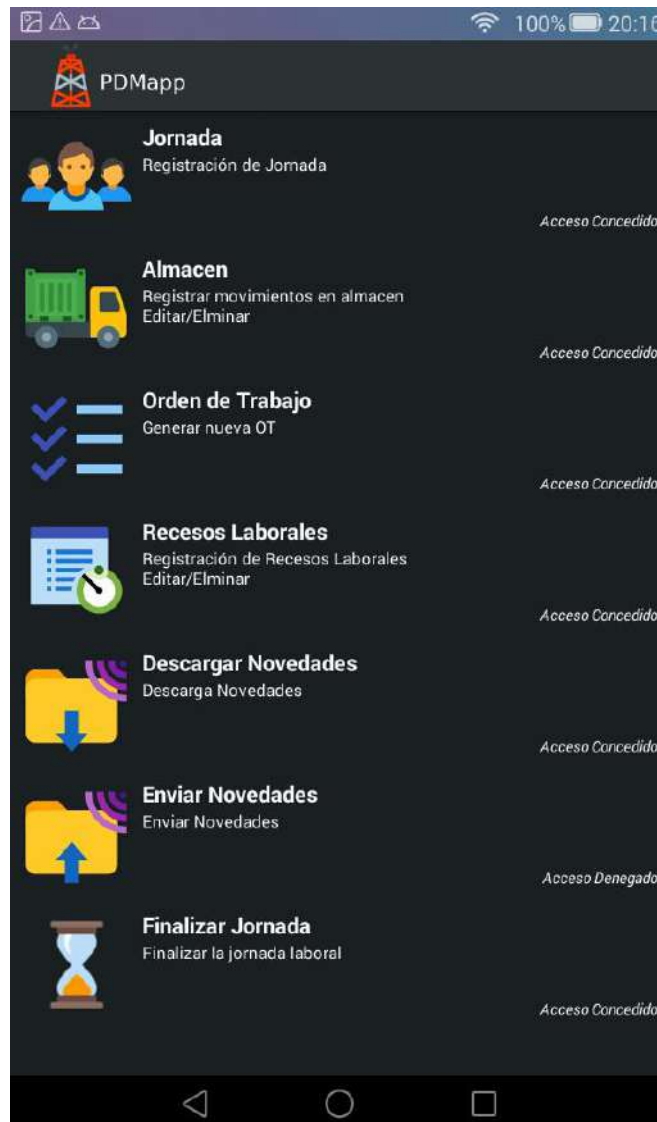 100% 20:16
PDMapp
Jornada
Registración de Jornada
Acceso Concedido
Almacen
Registrar movimientos en almacen
Editar/Elminar
Acceso Concedido
Orden de Trabajo
Generar nueva OT
Acceso Concedido
Recesos Laborales
Registración de Recesos Laborales
Editar/Elminar
Acceso Concedido
Descargar Novedades
Descarga Novedades
Acceso Concedido
Enviar Novedades
Enviar Novedades
Acceso Denegado
Finalizar Jornada
Finalizar la jornada laboral
Acceso Concedido